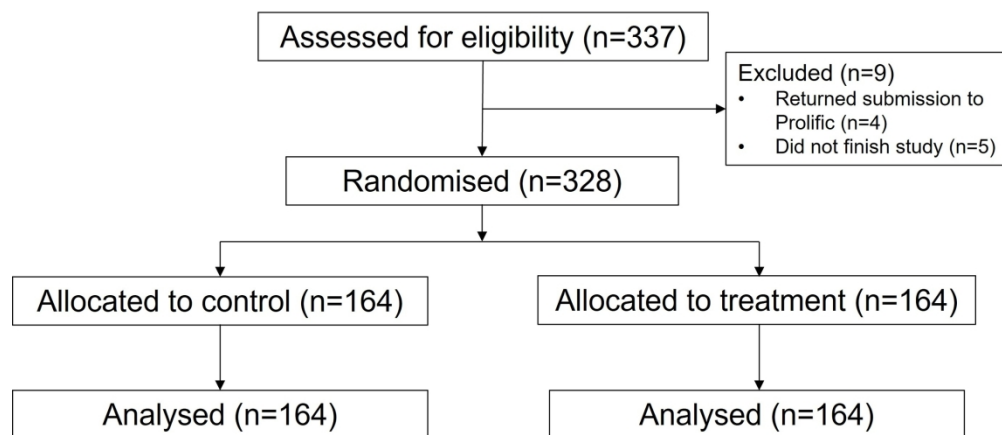 Assessed for eligibility (n=337)
Excluded (n=9)
• Returned submission to
Prolific (n=4)
• Did not finish study (n=5)
Randomised (n=328)
Allocated to control (n=164)
Allocated to treatment (n=164)
Analysed (n=164)
Analysed (n=164)